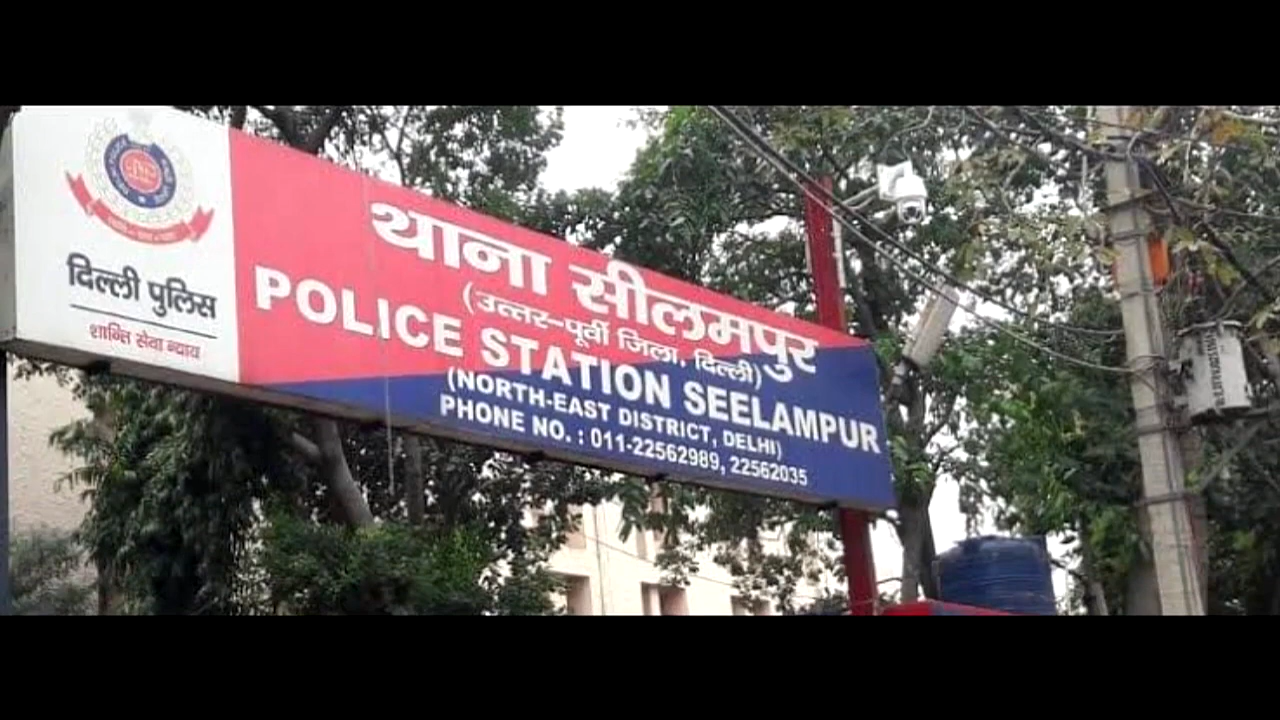 दिल्ली पुलिस
शान्ति सेवा न्याय
थाना सीलमपुर
(उत्तर-पूर्वी जिला, दिल्ली)
POLICE STATION SEELAMPUR
(NORTH-EAST DISTRICT, DELHI)
PHONE NO. : 011-22562989, 22562035